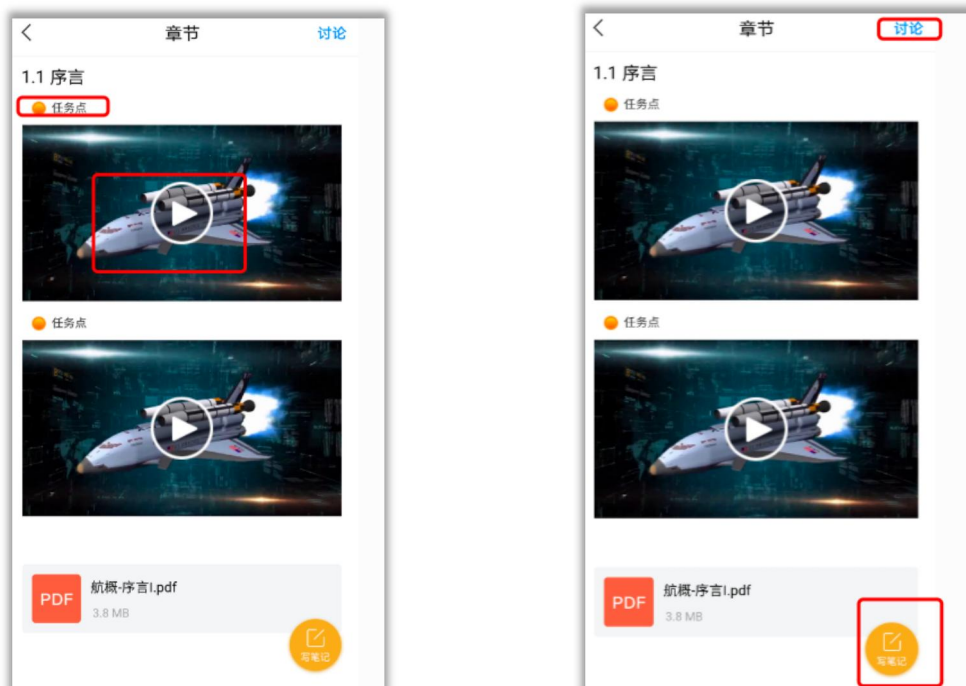 章节
讨论
1.1 序言
任务点
任务点
PDF
航概-序言I.pdf
3.8 MB
写笔记
章节
讨论
1.1 序言
任务点
任务点
PDF
航概-序言I.pdf
3.8 MB
写笔记